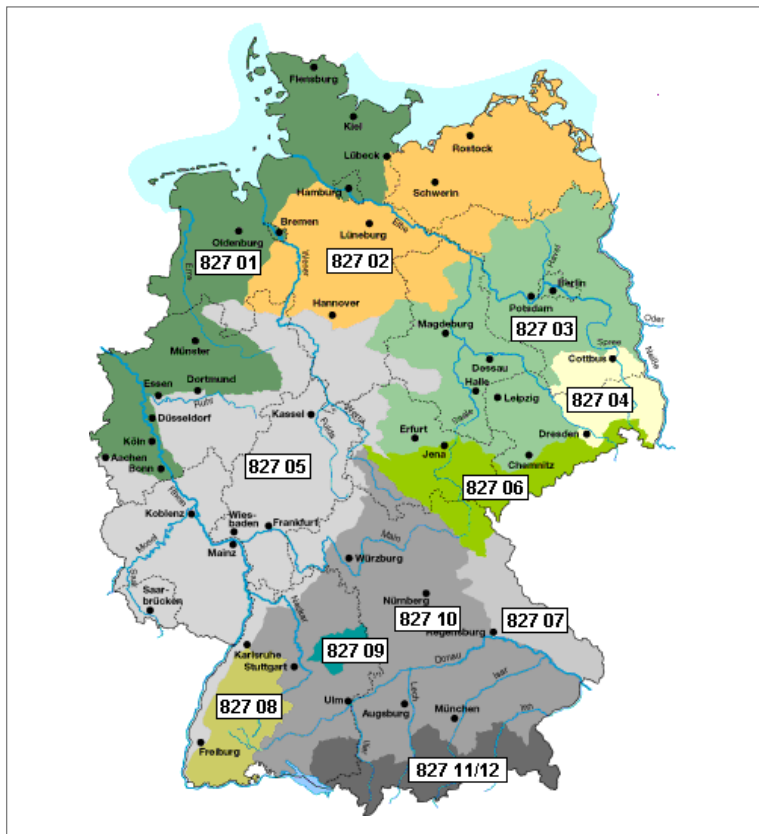 Flensburg
Kiel
Rostock
Lübeck
Schwerin
Hamburg
Elbe
Bremen
Lüneburg
Oldenburg
827 01
827 02
Weser
Ems
Havel
Berlin
Hannover
Potsdam
Oder
Magdeburg
827 03
Münster
Spree
Neiße
Dessau
Cottbus
Essen
Dortmund
Halle
Ruhr
Leipzig
827 04
Düsseldorf
Kassel
Werra
Fulda
Saale
Köln
Erfurt
Dresden
Aachen
Jena
Bonn
827 05
Chemnitz
827 06
Rhein
Koblenz
Wies-
baden
Frankfurt
Mosel
Main
Mainz
Würzburg
Saar
Saar-
brücken
Nürnberg
Neckar
827 10
827 07
Regensburg
Karlsruhe
827 09
Stuttgart
Donau
Isar
Lech
Inn
827 08
Ulm
Augsburg
München
Freiburg
Iller
827 11/12